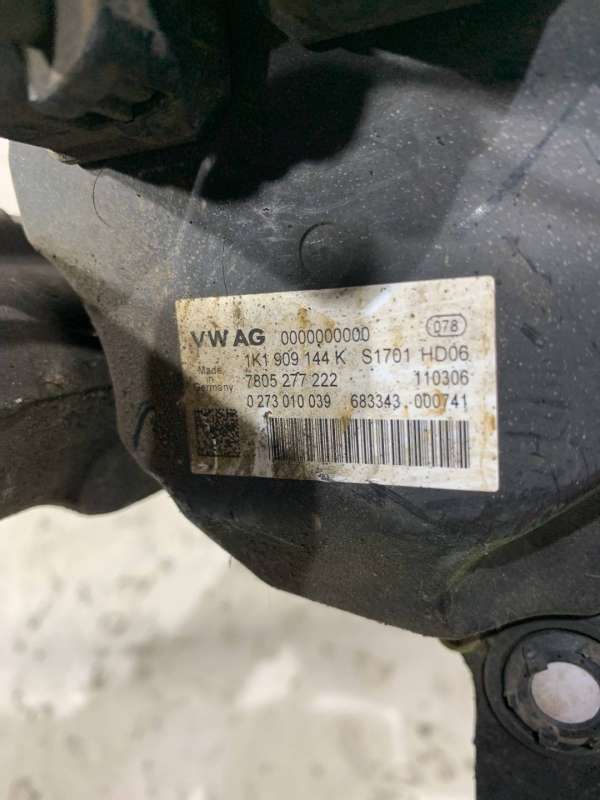 VW AG 0000000000 078
1K1 909 144 K S1701 HD06
Made in Germany 7805 277 222 110306
0 273 010 039 683343 000741